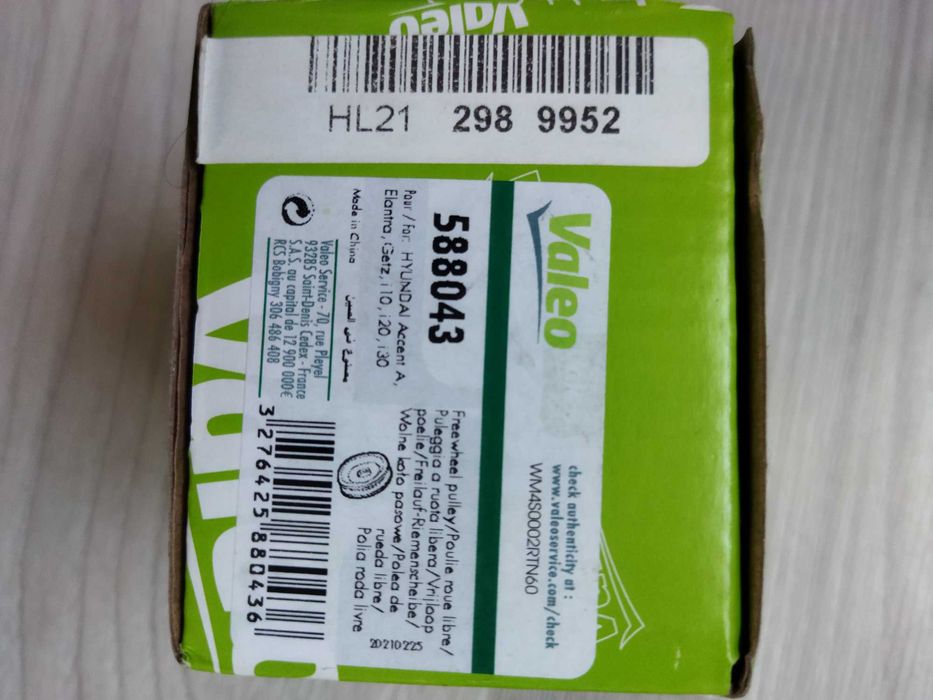 Valeo
HL21 298 9952
Valeo
check authenticity at :
www.valeoservice.com/check
WM4S0002RTN60
588043
Pour / For: HYUNDAI Accent A,
Elantra, Getz, i10, i20, i30
Made in China مصنوع في الصين
Freewheel pulley/Poulie roue libre/
Puleggia a ruota libera/Vrijloop
poelie/Freilauf-Riemenscheibe/
Wolne koto pasowe/Polea de
rueda libre/
Polia roda livre
20210225
Valeo Service - 70, rue Pleyel
93285 Saint-Denis Cedex - France
S.A.S. au capital de 12 900 000€
RCS Bobigny 306 486 408
3 276425 880436